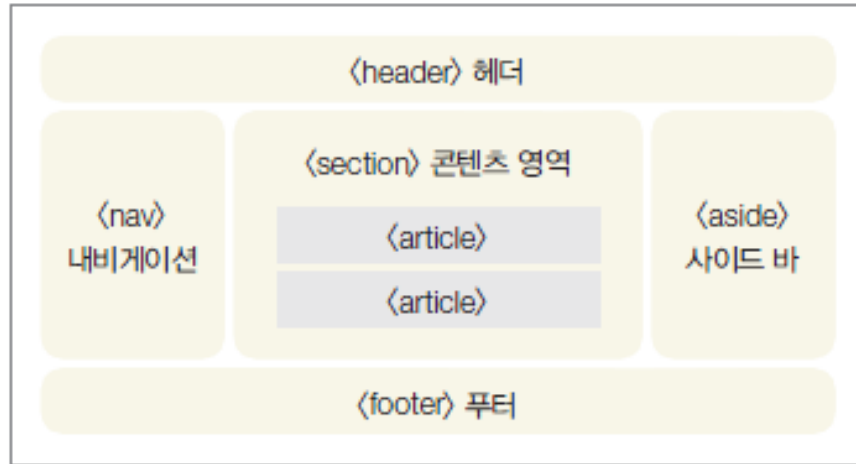 〈header〉 헤더
〈nav〉
내비게이션
〈section〉 콘텐츠 영역
〈article〉
〈article〉
〈aside〉
사이드 바
〈footer〉 푸터